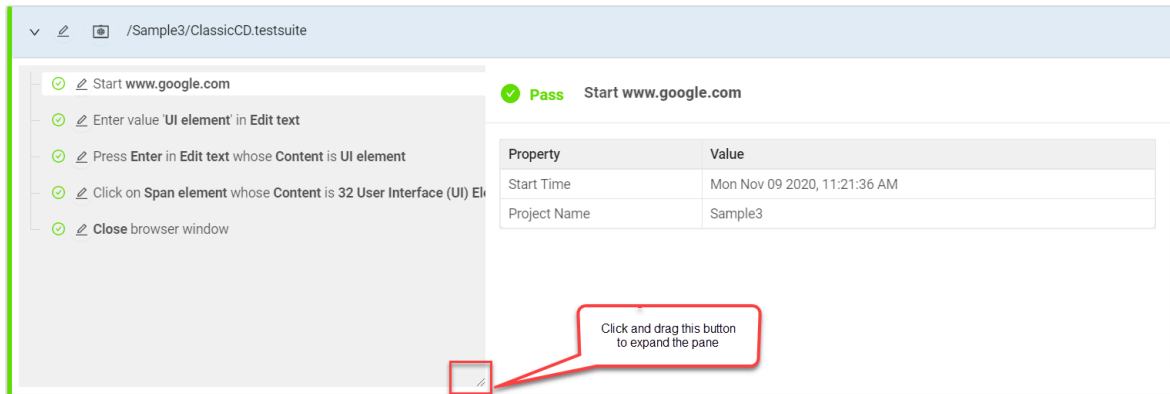 /Sample3/ClassicCD.testsuite
Start www.google.com
Enter value 'UI element' in Edit text
Press Enter in Edit text whose Content is UI element
Click on Span element whose Content is 32 User Interface (UI) Ele
Close browser window
Pass Start www.google.com
Property Value
Start Time Mon Nov 09 2020, 11:21:36 AM
Project Name Sample3
Click and drag this button
to expand the pane